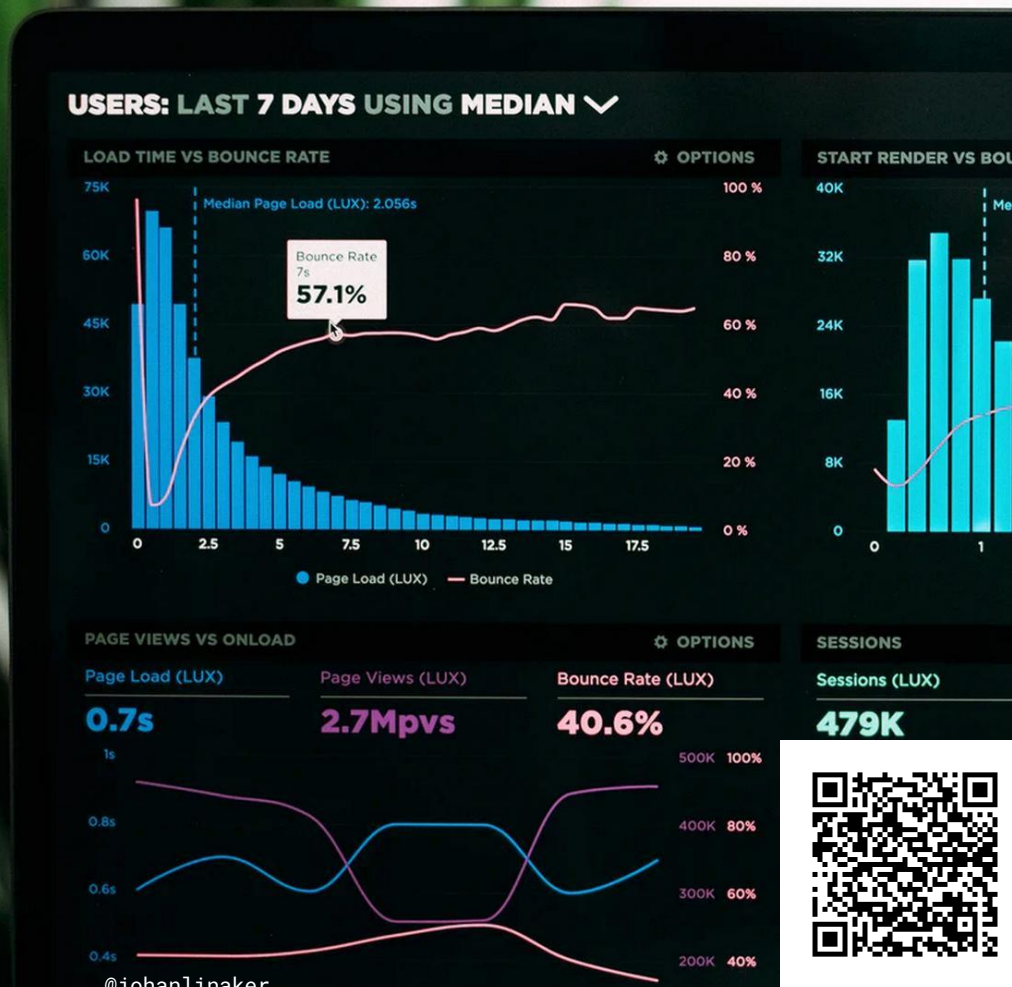 USERS: LAST 7 DAYS USING MEDIAN
LOAD TIME VS BOUNCE RATE
OPTIONS
75K
60K
45K
30K
15K
0
Median Page Load (LUX): 2.056s
Bounce Rate
7s
57.1%
100 %
80 %
60 %
40 %
20 %
0 %
0 2.5 5 7.5 10 12.5 15 17.5
Page Load (LUX) Bounce Rate
START RENDER VS BOU
40K
32K
24K
16K
8K
0
Me
0 1
PAGE VIEWS VS ONLOAD
OPTIONS
Page Load (LUX)
0.7s
Page Views (LUX)
2.7Mpvs
Bounce Rate (LUX)
40.6%
1s
0.8s
0.6s
0.4s
500K 100%
400K 80%
300K 60%
200K 40%
SESSIONS
Sessions (LUX)
479K
@johanlinaker